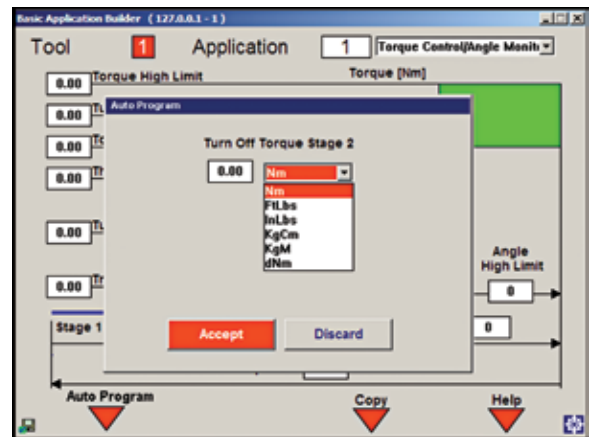 Basic Application Builder ( 127.0.0.1 - 1 )
Tool 1 Application 1 Torque Control/Angle Monit
0.00 Torque High Limit Torque [Nm]
0.00
0.00
0.00
0.00
0.00
Auto Program
Turn Off Torque Stage 2
0.00 Nm
Nm
FtLbs
InLbs
KgCm
KgM
dNm
Accept Discard
Angle
High Limit
0
Stage 1 0
Auto Program Copy Help